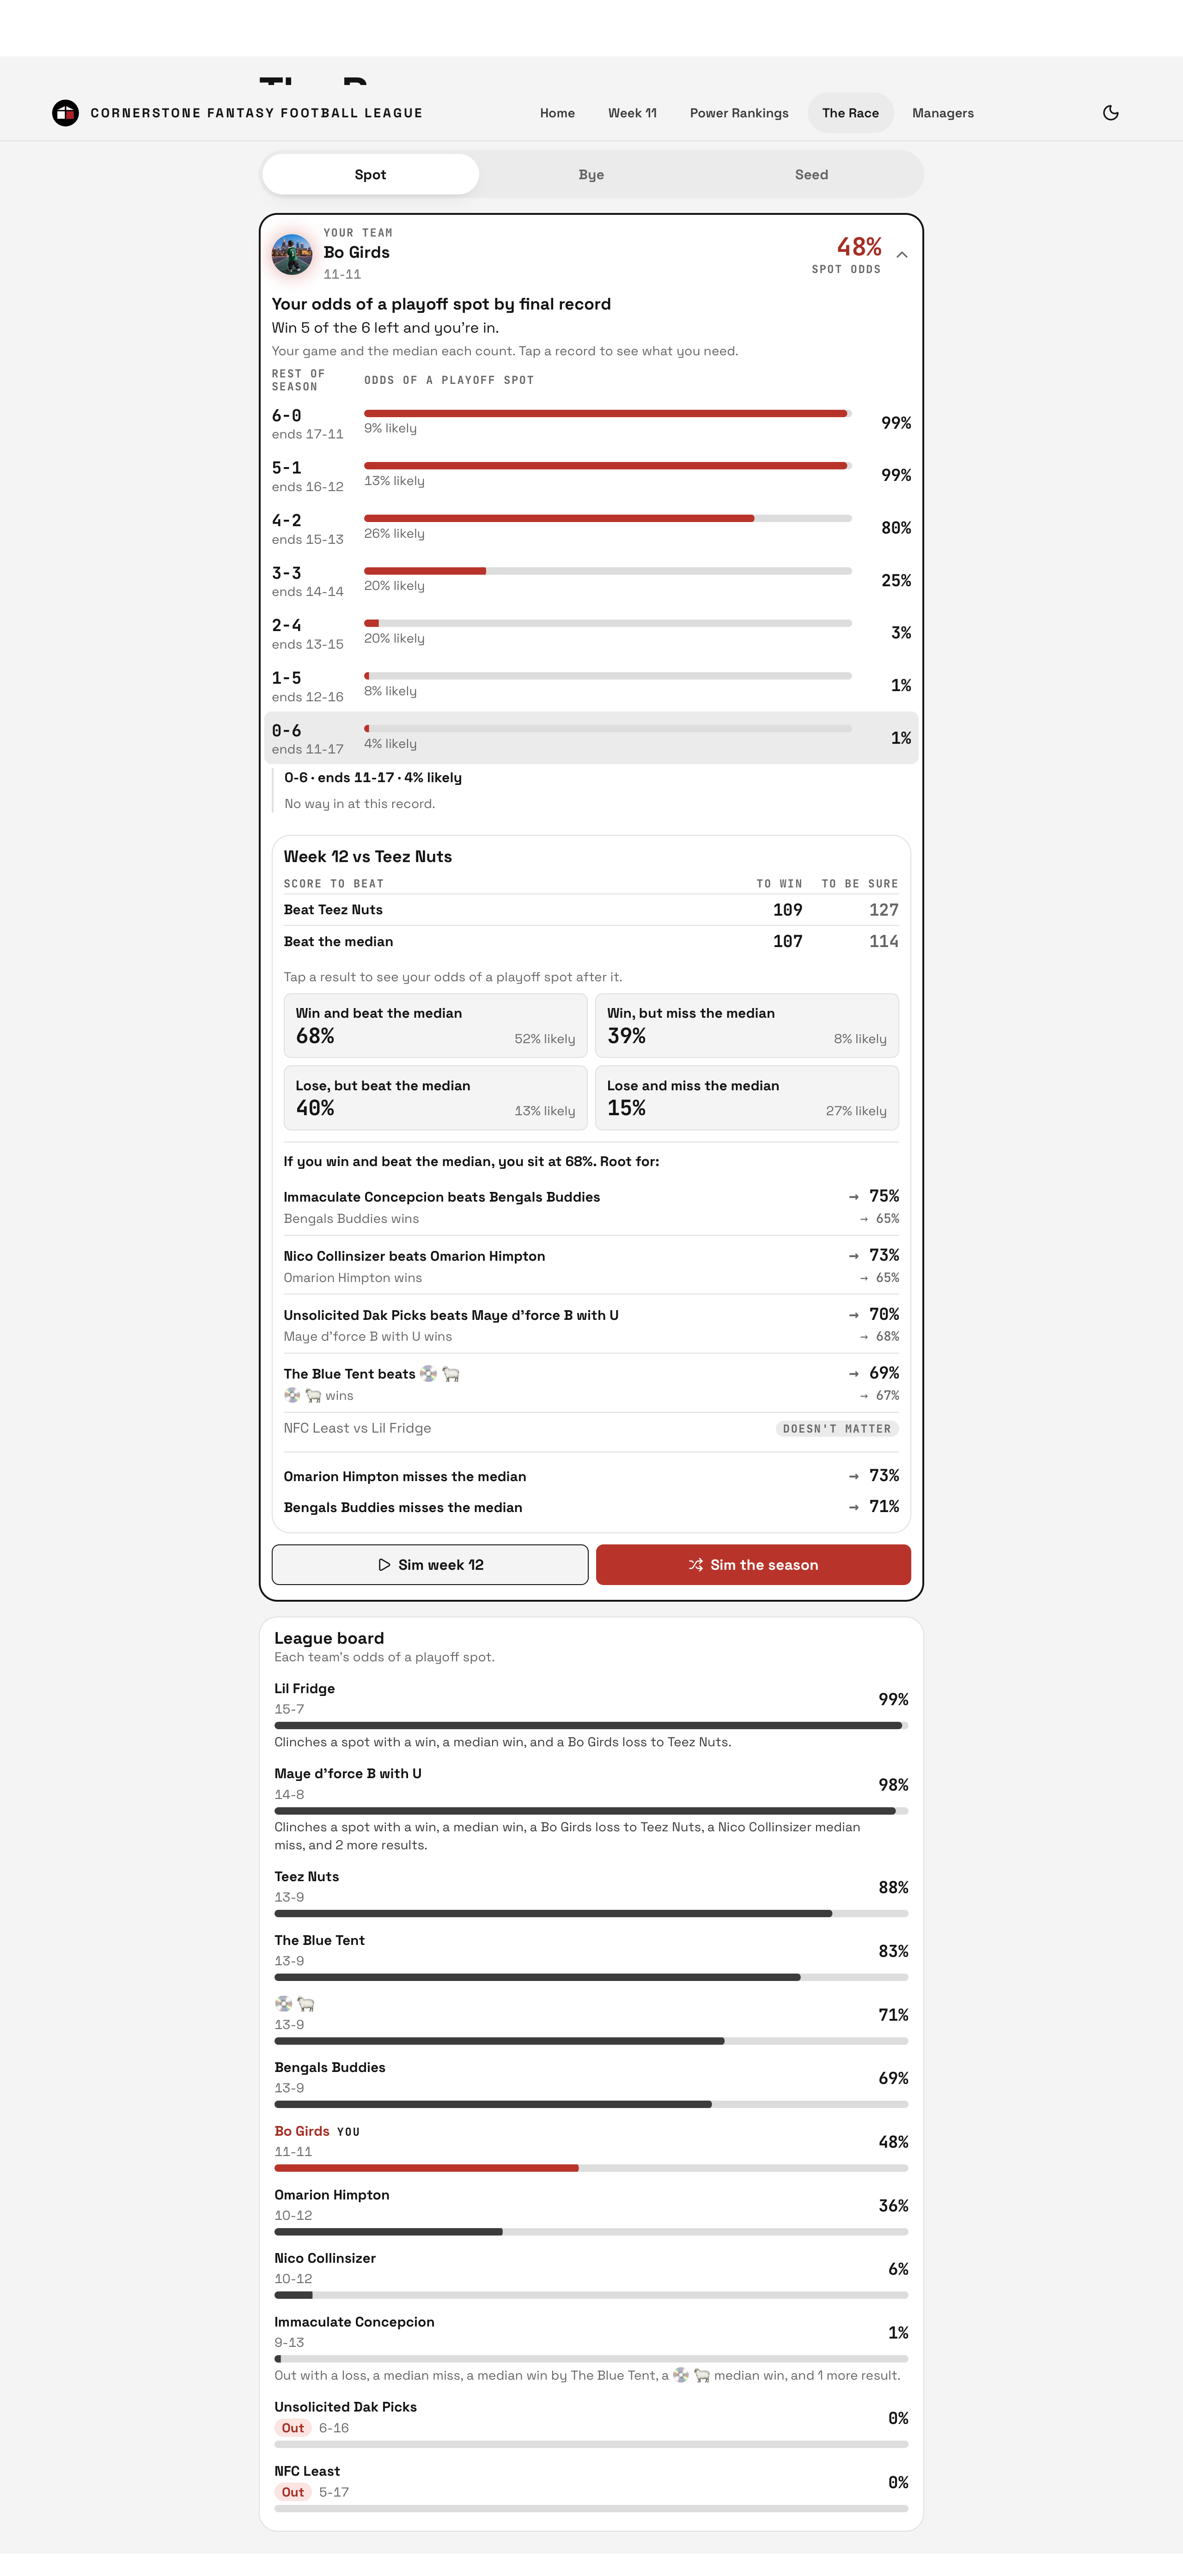 CORNERSTONE FANTASY FOOTBALL LEAGUE
Home
Week 11
Power Rankings
The Race
Managers
Spot
Bye
Seed
YOUR TEAM
Bo Girds
11-11
48%
SPOT ODDS
Your odds of a playoff spot by final record
Win 5 of the 6 left and you're in.
Your game and the median each count. Tap a record to see what you need.
REST OF
SEASON
ODDS OF A PLAYOFF SPOT
6-0
ends 17-11
9% likely
99%
5-1
ends 16-12
13% likely
99%
4-2
ends 15-13
26% likely
80%
3-3
ends 14-14
20% likely
25%
2-4
ends 13-15
20% likely
3%
1-5
ends 12-16
8% likely
1%
0-6
ends 11-17
4% likely
1%
0-6 · ends 11-17 · 4% likely
No way in at this record.
Week 12 vs Teez Nuts
SCORE TO BEAT TO WIN TO BE SURE
Beat Teez Nuts 109 127
Beat the median 107 114
Tap a result to see your odds of a playoff spot after it.
Win and beat the median
68% 52% likely
Win, but miss the median
39% 8% likely
Lose, but beat the median
40% 13% likely
Lose and miss the median
15% 27% likely
If you win and beat the median, you sit at 68%. Root for:
Immaculate Concepcion beats Bengals Buddies → 75%
Bengals Buddies wins → 65%
Nico Collinsizer beats Omarion Himpton → 73%
Omarion Himpton wins → 65%
Unsolicited Dak Picks beats Maye d'force B with U → 70%
Maye d'force B with U wins → 68%
The Blue Tent beats 💿 🐑 → 69%
💿 🐑 wins → 67%
NFC Least vs Lil Fridge DOESN'T MATTER
Omarion Himpton misses the median → 73%
Bengals Buddies misses the median → 71%
Sim week 12
Sim the season
League board
Each team's odds of a playoff spot.
Lil Fridge
15-7
99%
Clinches a spot with a win, a median win, and a Bo Girds loss to Teez Nuts.
Maye d'force B with U
14-8
98%
Clinches a spot with a win, a median win, a Bo Girds loss to Teez Nuts, a Nico Collinsizer median
miss, and 2 more results.
Teez Nuts
13-9
88%
The Blue Tent
13-9
83%
💿 🐑
13-9
71%
Bengals Buddies
13-9
69%
Bo Girds YOU
11-11
48%
Omarion Himpton
10-12
36%
Nico Collinsizer
10-12
6%
Immaculate Concepcion
9-13
1%
Out with a loss, a median miss, a median win by The Blue Tent, a 💿 🐑 median win, and 1 more result.
Unsolicited Dak Picks
Out 6-16
0%
NFC Least
Out 5-17
0%